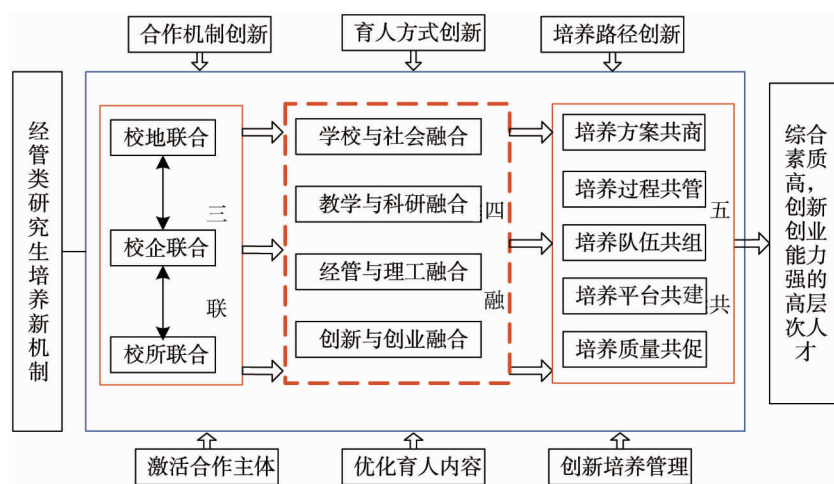 合作机制创新
育人方式创新
培养路径创新
经管类研究生培养新机制
校地联合
校企联合
校所联合
三联
学校与社会融合
教学与科研融合
经管与理工融合
创新与创业融合
四融
培养方案共商
培养过程共管
培养队伍共组
培养平台共建
培养质量共促
五共
综合
素质
高，
创新
创业
能力
强的
高层
次人
才
激活合作主体
优化育人内容
创新培养管理